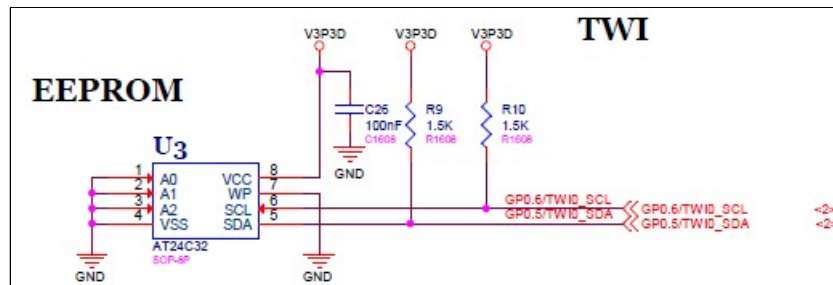 TWI
V3P3D V3P3D V3P3D
EEPROM
C26 R9 R10
100nF 1.5K 1.5K
C1608 R1608 R1608
U3
GND
1 A0 VCC 8
2 A1 WP 7
3 A2 SCL 6
4 VSS SDA 5
GP0.6/TWI0_SCL GP0.6/TWI0_SCL <2>
GP0.5/TWI0_SDA GP0.5/TWI0_SDA <2>
AT24C32
SOP-8P
GND GND